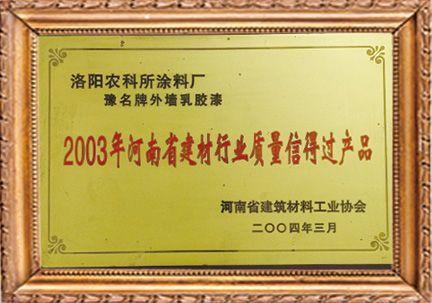 洛阳农科所涂料厂
豫名牌外墙乳胶漆
2003年河南省建材行业质量信得过产品
河南省建筑材料工业协会
二〇〇四年三月